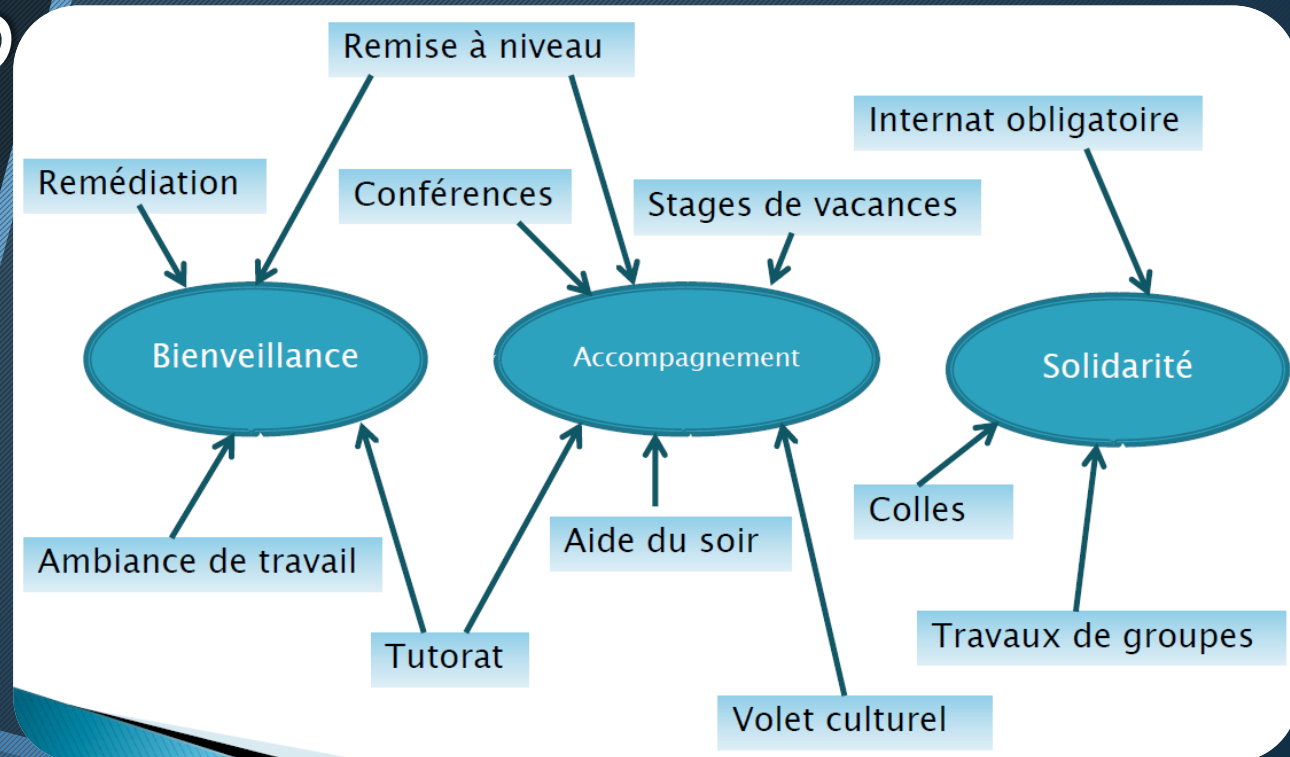 Remise à niveau
Internat obligatoire
Remédiation
Conférences
Stages de vacances
Bienveillance
Accompagnement
Solidarité
Colles
Aide du soir
Ambiance de travail
Travaux de groupes
Tutorat
Volet culturel